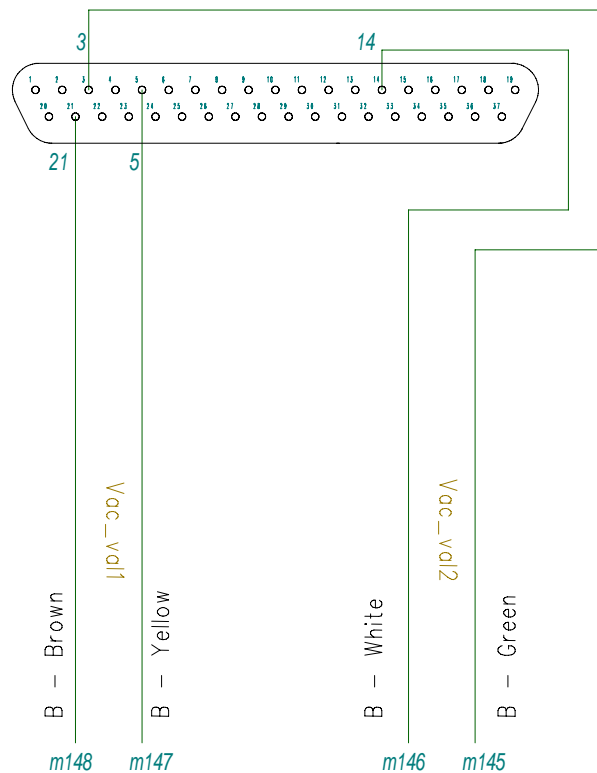 3 14
1 2 3 4 5 6 7 8 9 10 11 12 13 14 15 16 17 18 19
20 21 22 23 24 25 26 27 28 29 30 31 32 33 34 35 36 37
21 5
Vac_val1
Vac_val2
B - Brown
B - Yellow
B - White
B - Green
m148 m147 m146 m145